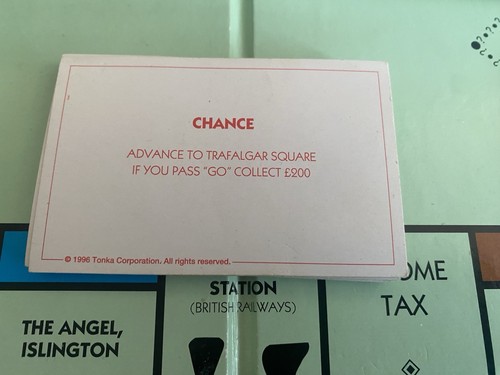 CHANCE
ADVANCE TO TRAFALGAR SQUARE
IF YOU PASS "GO" COLLECT £200
© 1996 Tonka Corporation. All rights reserved.
THE ANGEL,
ISLINGTON
STATION
(BRITISH RAILWAYS)
OME
TAX